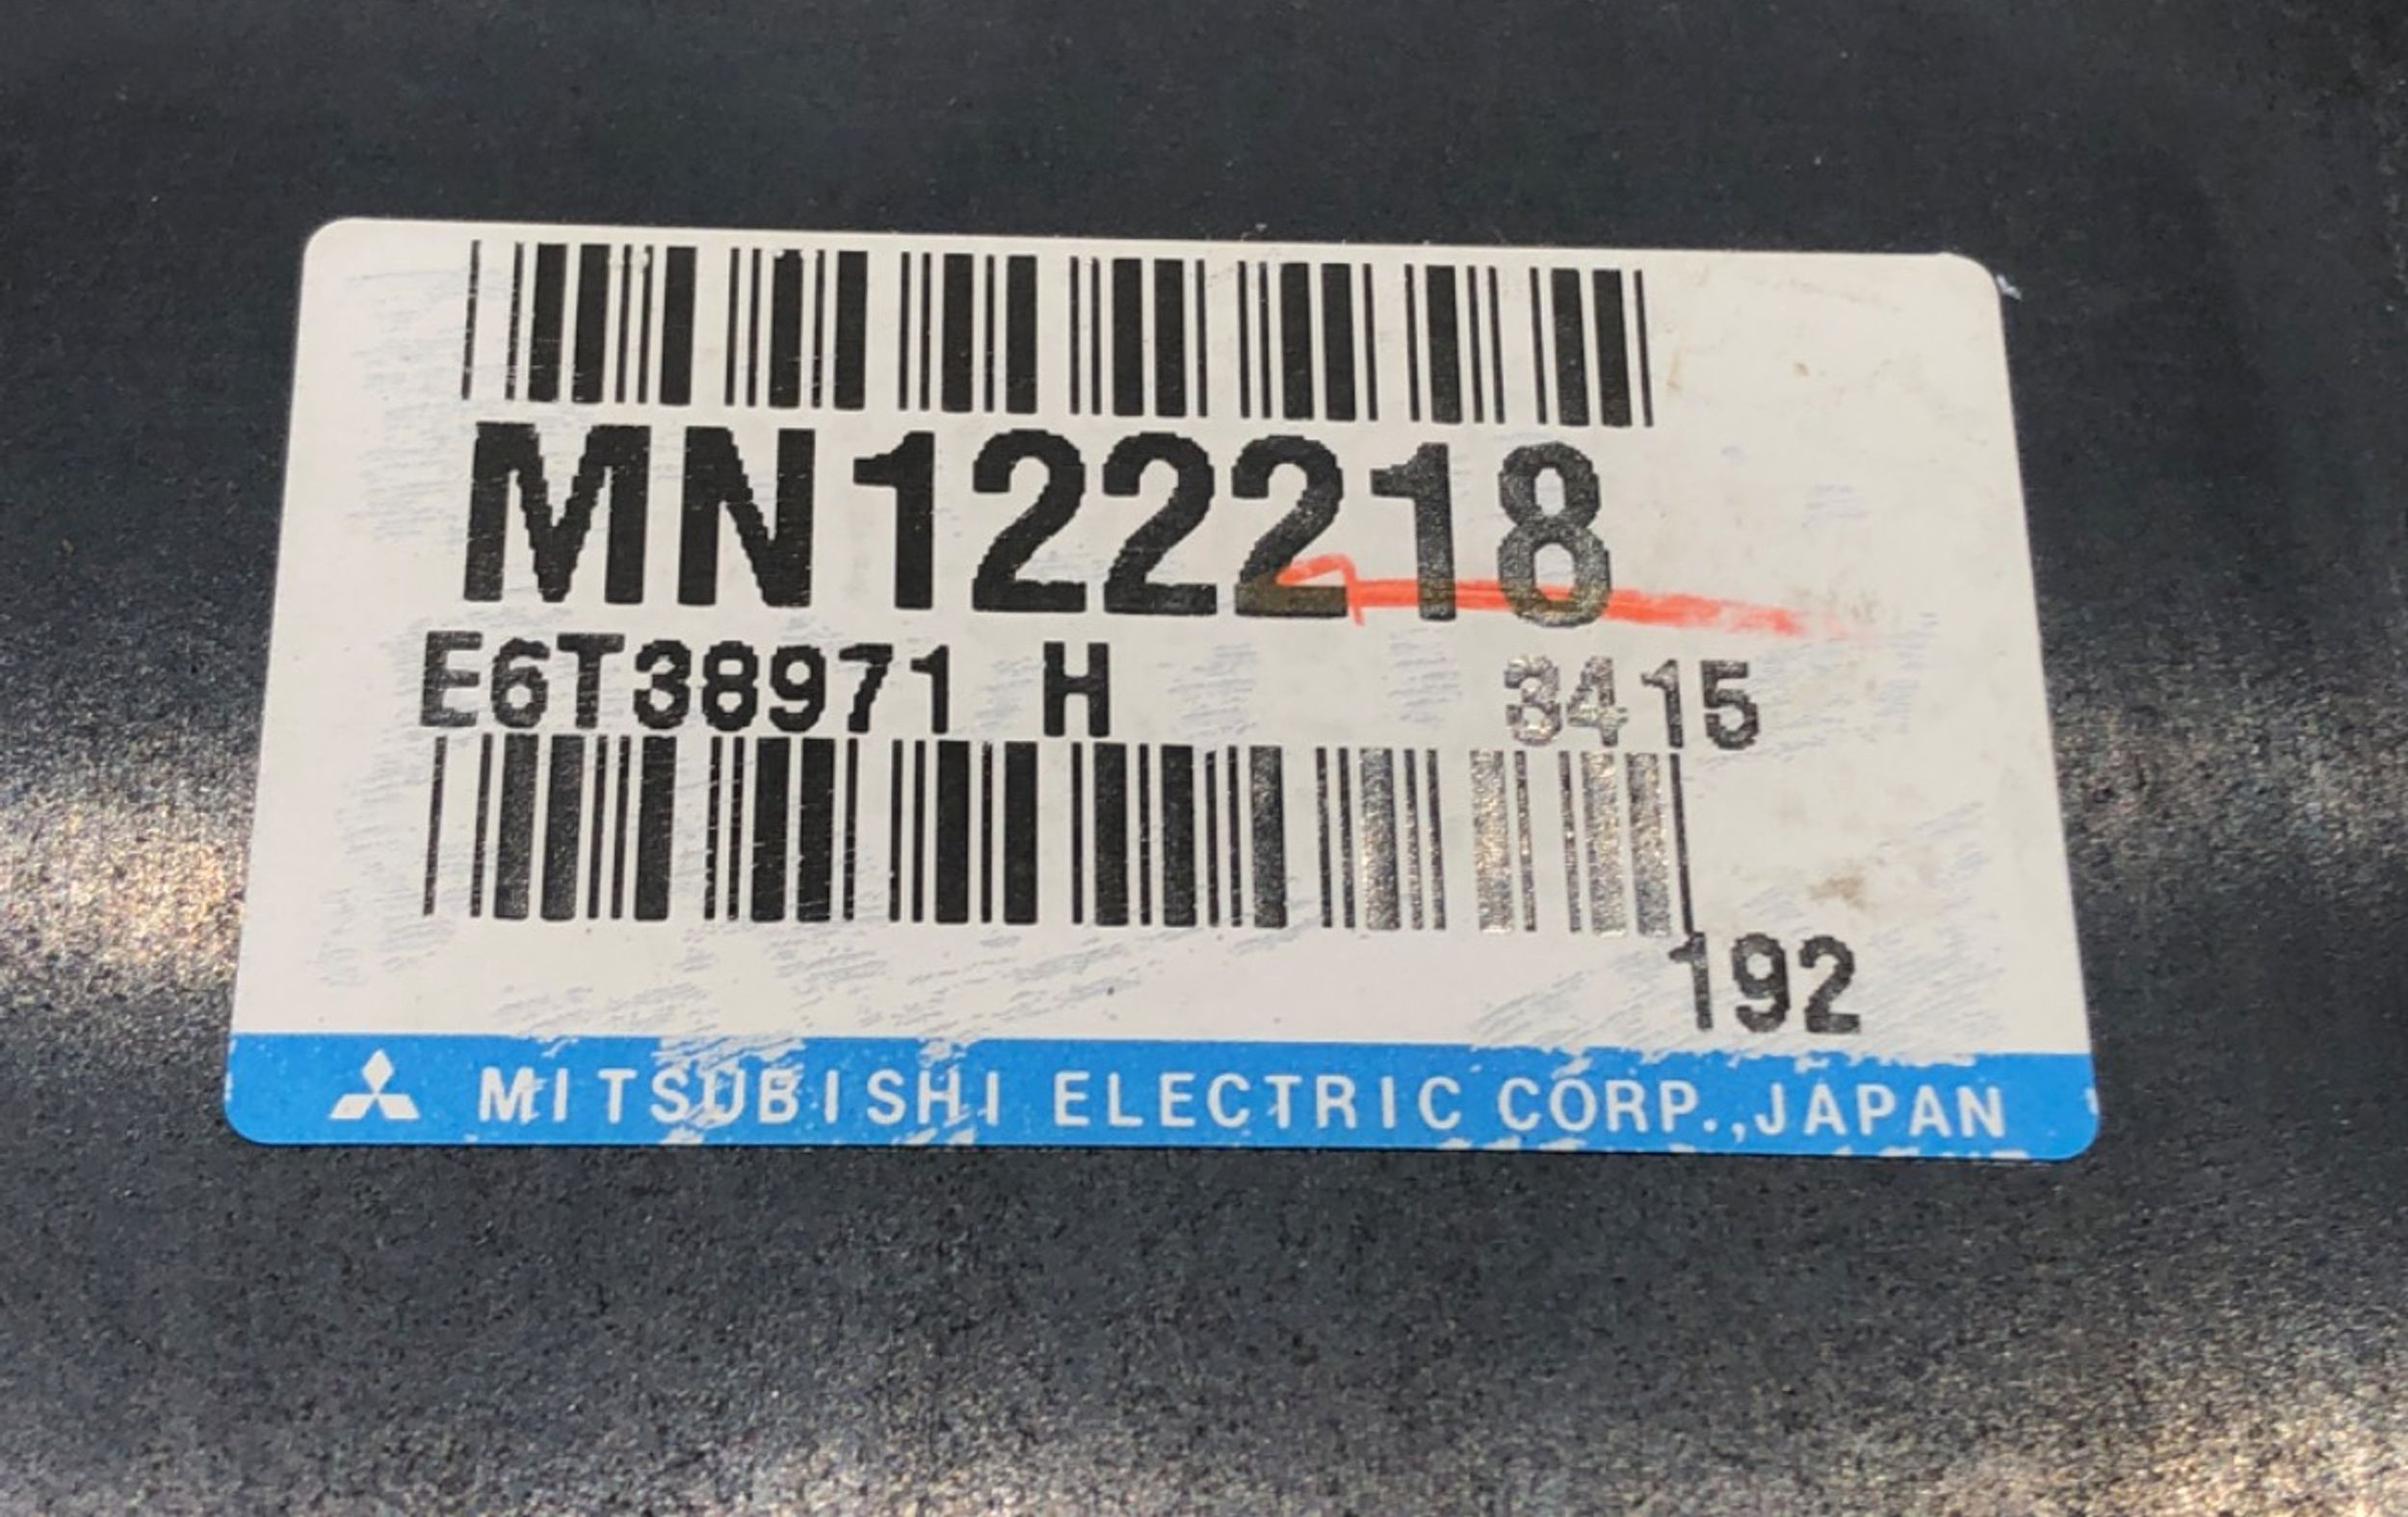 MN122218
E6T38971 H 3415
192
MITSUBISHI ELECTRIC CORP.,JAPAN